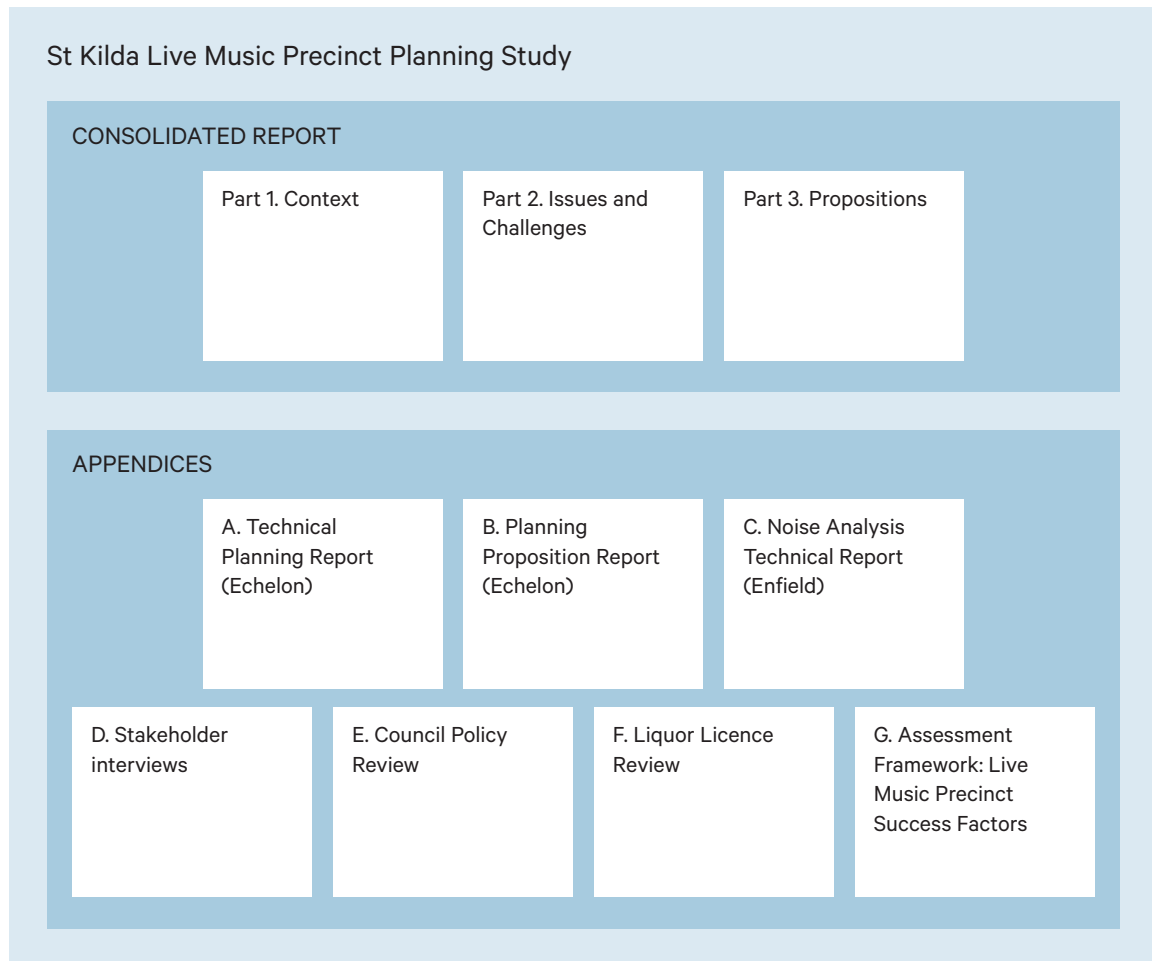 St Kilda Live Music Precinct Planning Study
CONSOLIDATED REPORT
Part 1. Context
Part 2. Issues and
Challenges
Part 3. Propositions
APPENDICES
A. Technical
Planning Report
(Echelon)
B. Planning
Proposition Report
(Echelon)
C. Noise Analysis
Technical Report
(Enfield)
D. Stakeholder
interviews
E. Council Policy
Review
F. Liquor Licence
Review
G. Assessment
Framework: Live
Music Precinct
Success Factors